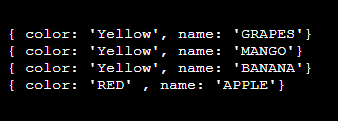 { color: 'Yellow', name: 'GRAPES'}
{ color: 'Yellow', name: 'MANGO'}
{ color: 'Yellow', name: 'BANANA'}
{ color: 'RED' , name: 'APPLE'}